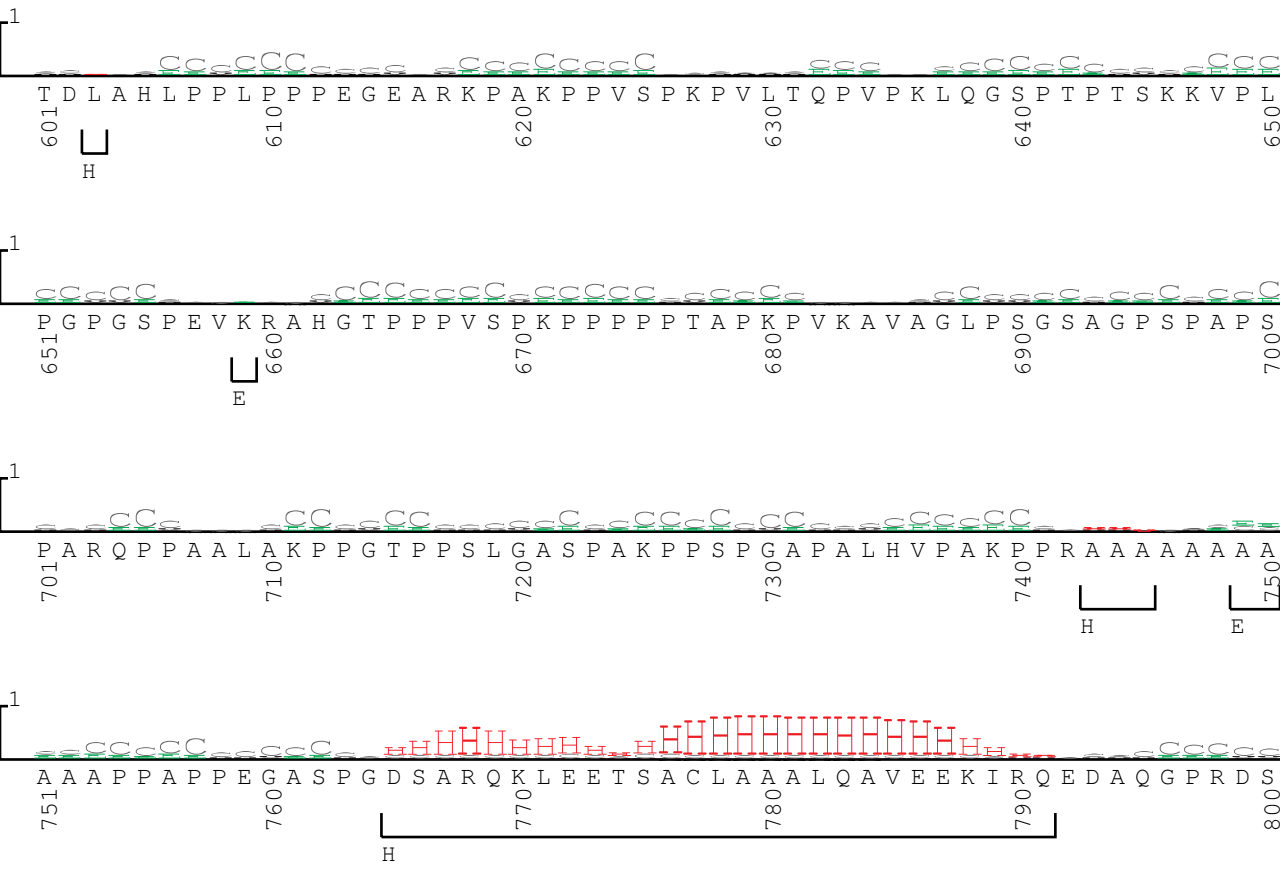 1
T D L A H L P P L P P P E G E A R K P A K P P V S P K P V L T Q P V P K L Q G S P T P T S K K V P L
601 610 620 630 640 650
H
1
P G P G S P E V K R A H G T P P P V S P K P P P P P T A P K P V K A V A G L P S G S A G P S P A P S
651 660 670 680 690 700
E
1
P A R Q P P A A L A K P P G T P P S L G A S P A K P P S P G A P A L H V P A K P P R A A A A A A A A
701 710 720 730 740 750
H E
1
A A A P P A P P E G A S P G D S A R Q K L E E T S A C L A A A L Q A V E E K I R Q E D A Q G P R D S
751 760 770 780 790 800
H